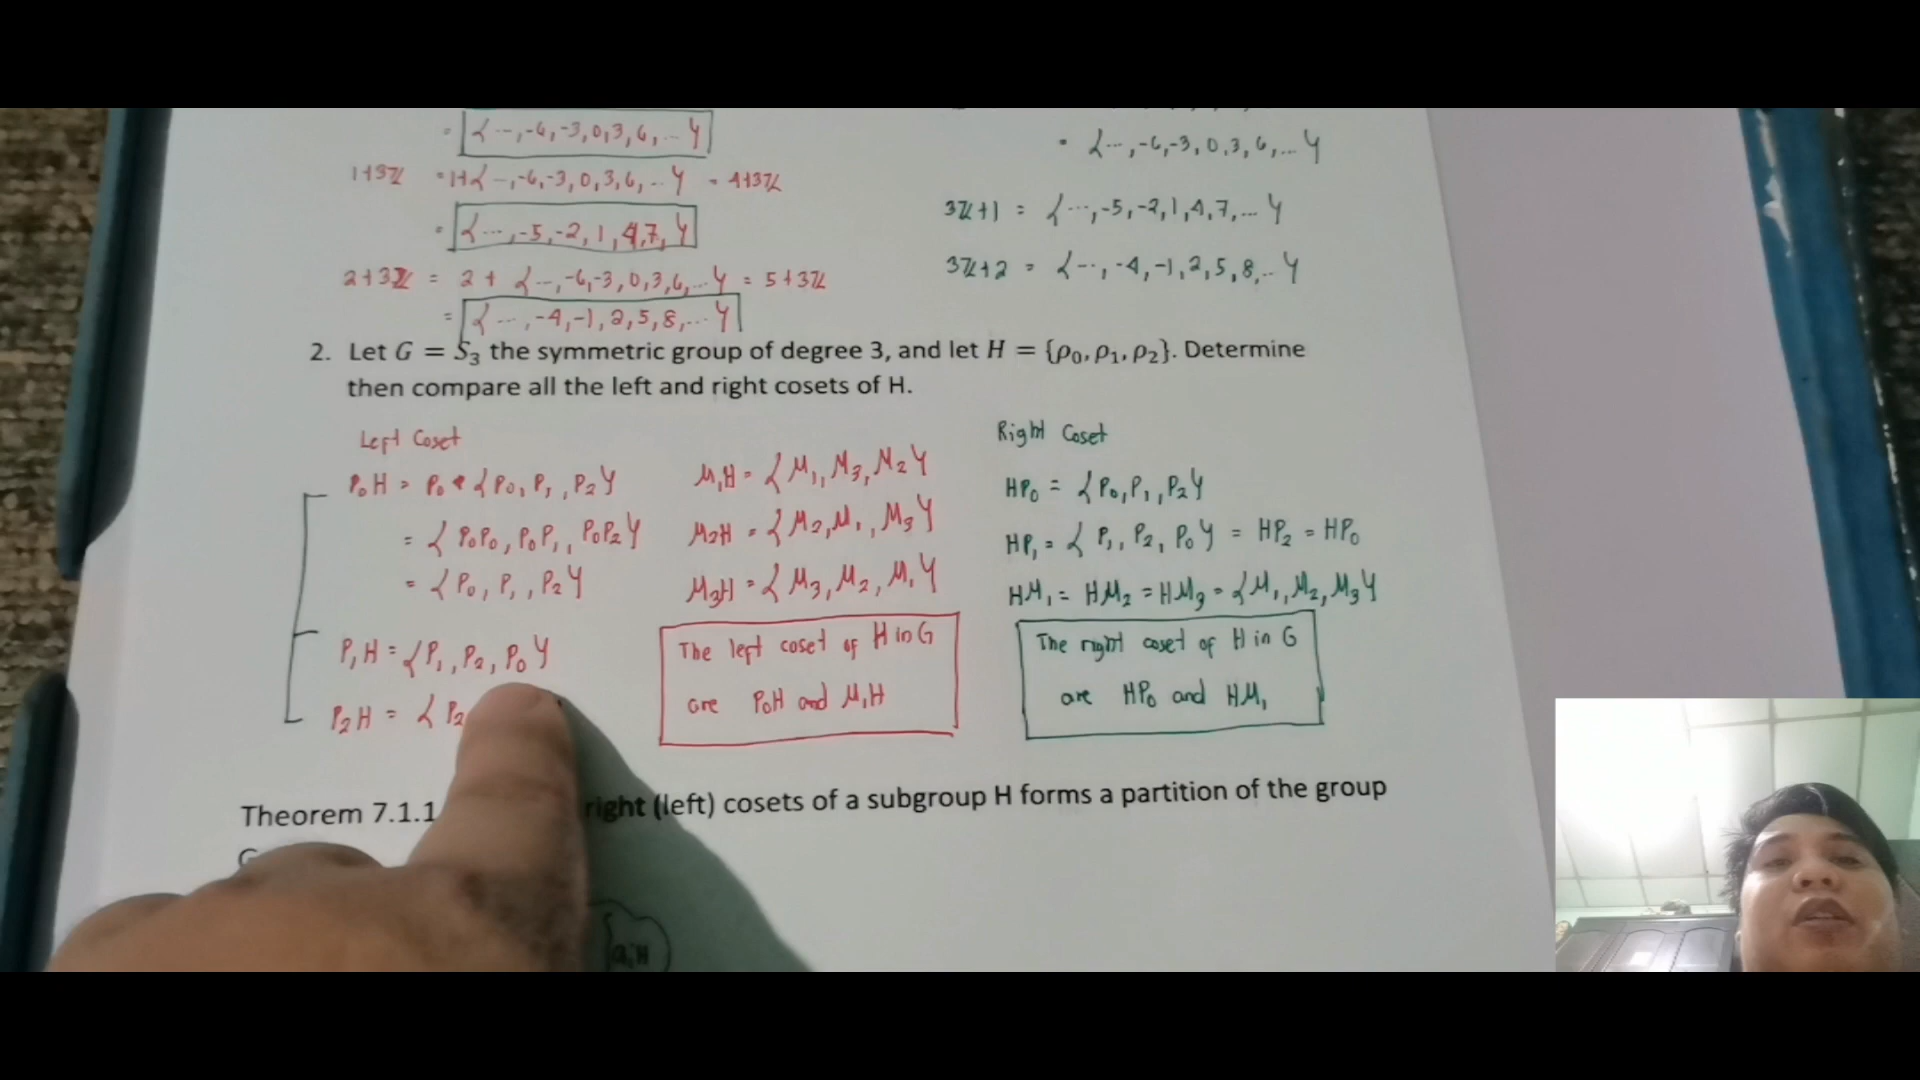 = {..., -6, -3, 0, 3, 6, ...}
1+3ℤ = 1+{..., -6, -3, 0, 3, 6, ...} = 4+3ℤ
= {..., -5, -2, 1, 4, 7, }
2+3ℤ = 2 + {..., -6, -3, 0, 3, 6, ...} = 5+3ℤ
= {..., -4, -1, 2, 5, 8, ...}
= {..., -6, -3, 0, 3, 6, ...}
3ℤ+1 = {..., -5, -2, 1, 4, 7, ...}
3ℤ+2 = {..., -4, -1, 2, 5, 8, ...}
2. Let G = S₃ the symmetric group of degree 3, and let H = {ρ₀, ρ₁, ρ₂}. Determine
then compare all the left and right cosets of H.
Left Coset
ρ₀H = ρ₀ • {ρ₀, ρ₁, ρ₂}
= {ρ₀ρ₀, ρ₀ρ₁, ρ₀ρ₂}
= {ρ₀, ρ₁, ρ₂}
ρ₁H = {ρ₁, ρ₂, ρ₀}
ρ₂H = {ρ₂
μ₁H = {μ₁, μ₃, μ₂}
μ₂H = {μ₂, μ₁, μ₃}
μ₃H = {μ₃, μ₂, μ₁}
The left coset of H in G
are ρ₀H and μ₁H
Right Coset
Hρ₀ = {ρ₀, ρ₁, ρ₂}
Hρ₁ = {ρ₁, ρ₂, ρ₀} = Hρ₂ = Hρ₀
Hμ₁ = Hμ₂ = Hμ₃ = {μ₁, μ₂, μ₃}
The right coset of H in G
are Hρ₀ and Hμ₁
Theorem 7.1.1 right (left) cosets of a subgroup H forms a partition of the group